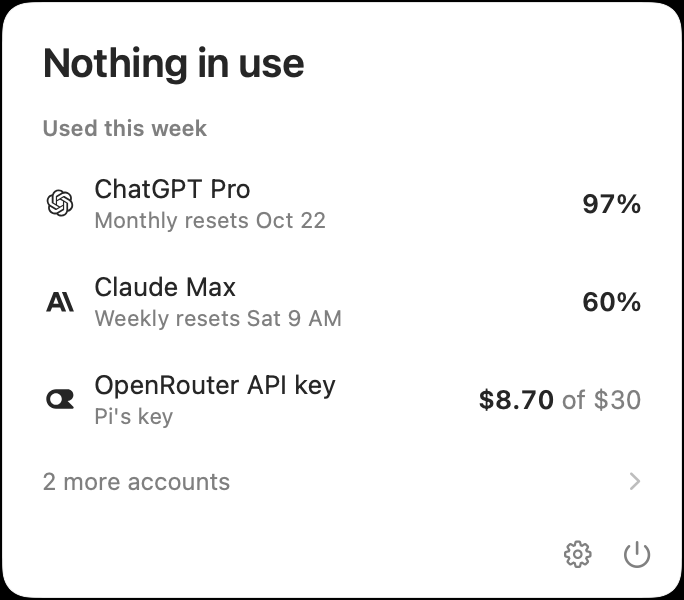 Nothing in use
Used this week
ChatGPT Pro
Monthly resets Oct 22
97%
Claude Max
Weekly resets Sat 9 AM
60%
OpenRouter API key
Pi's key
$8.70 of $30
2 more accounts